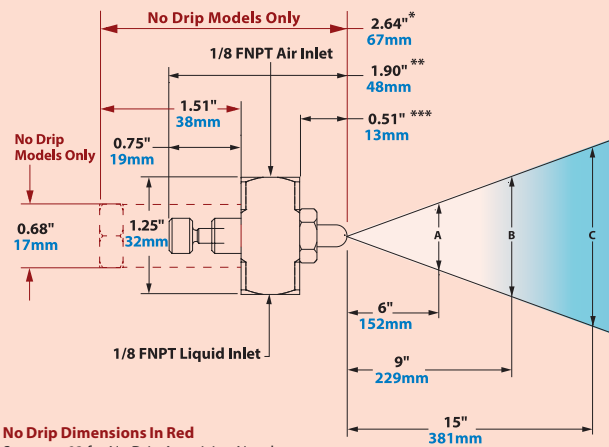 No Drip Models Only
2.64"*
67mm
1/8 FNPT Air Inlet
1.90" **
48mm
1.51"
38mm
0.51" ***
13mm
0.75"
19mm
No Drip
Models Only
0.68"
17mm
1.25"
32mm
A
B
C
6"
152mm
1/8 FNPT Liquid Inlet
9"
229mm
15"
381mm
No Drip Dimensions In Red